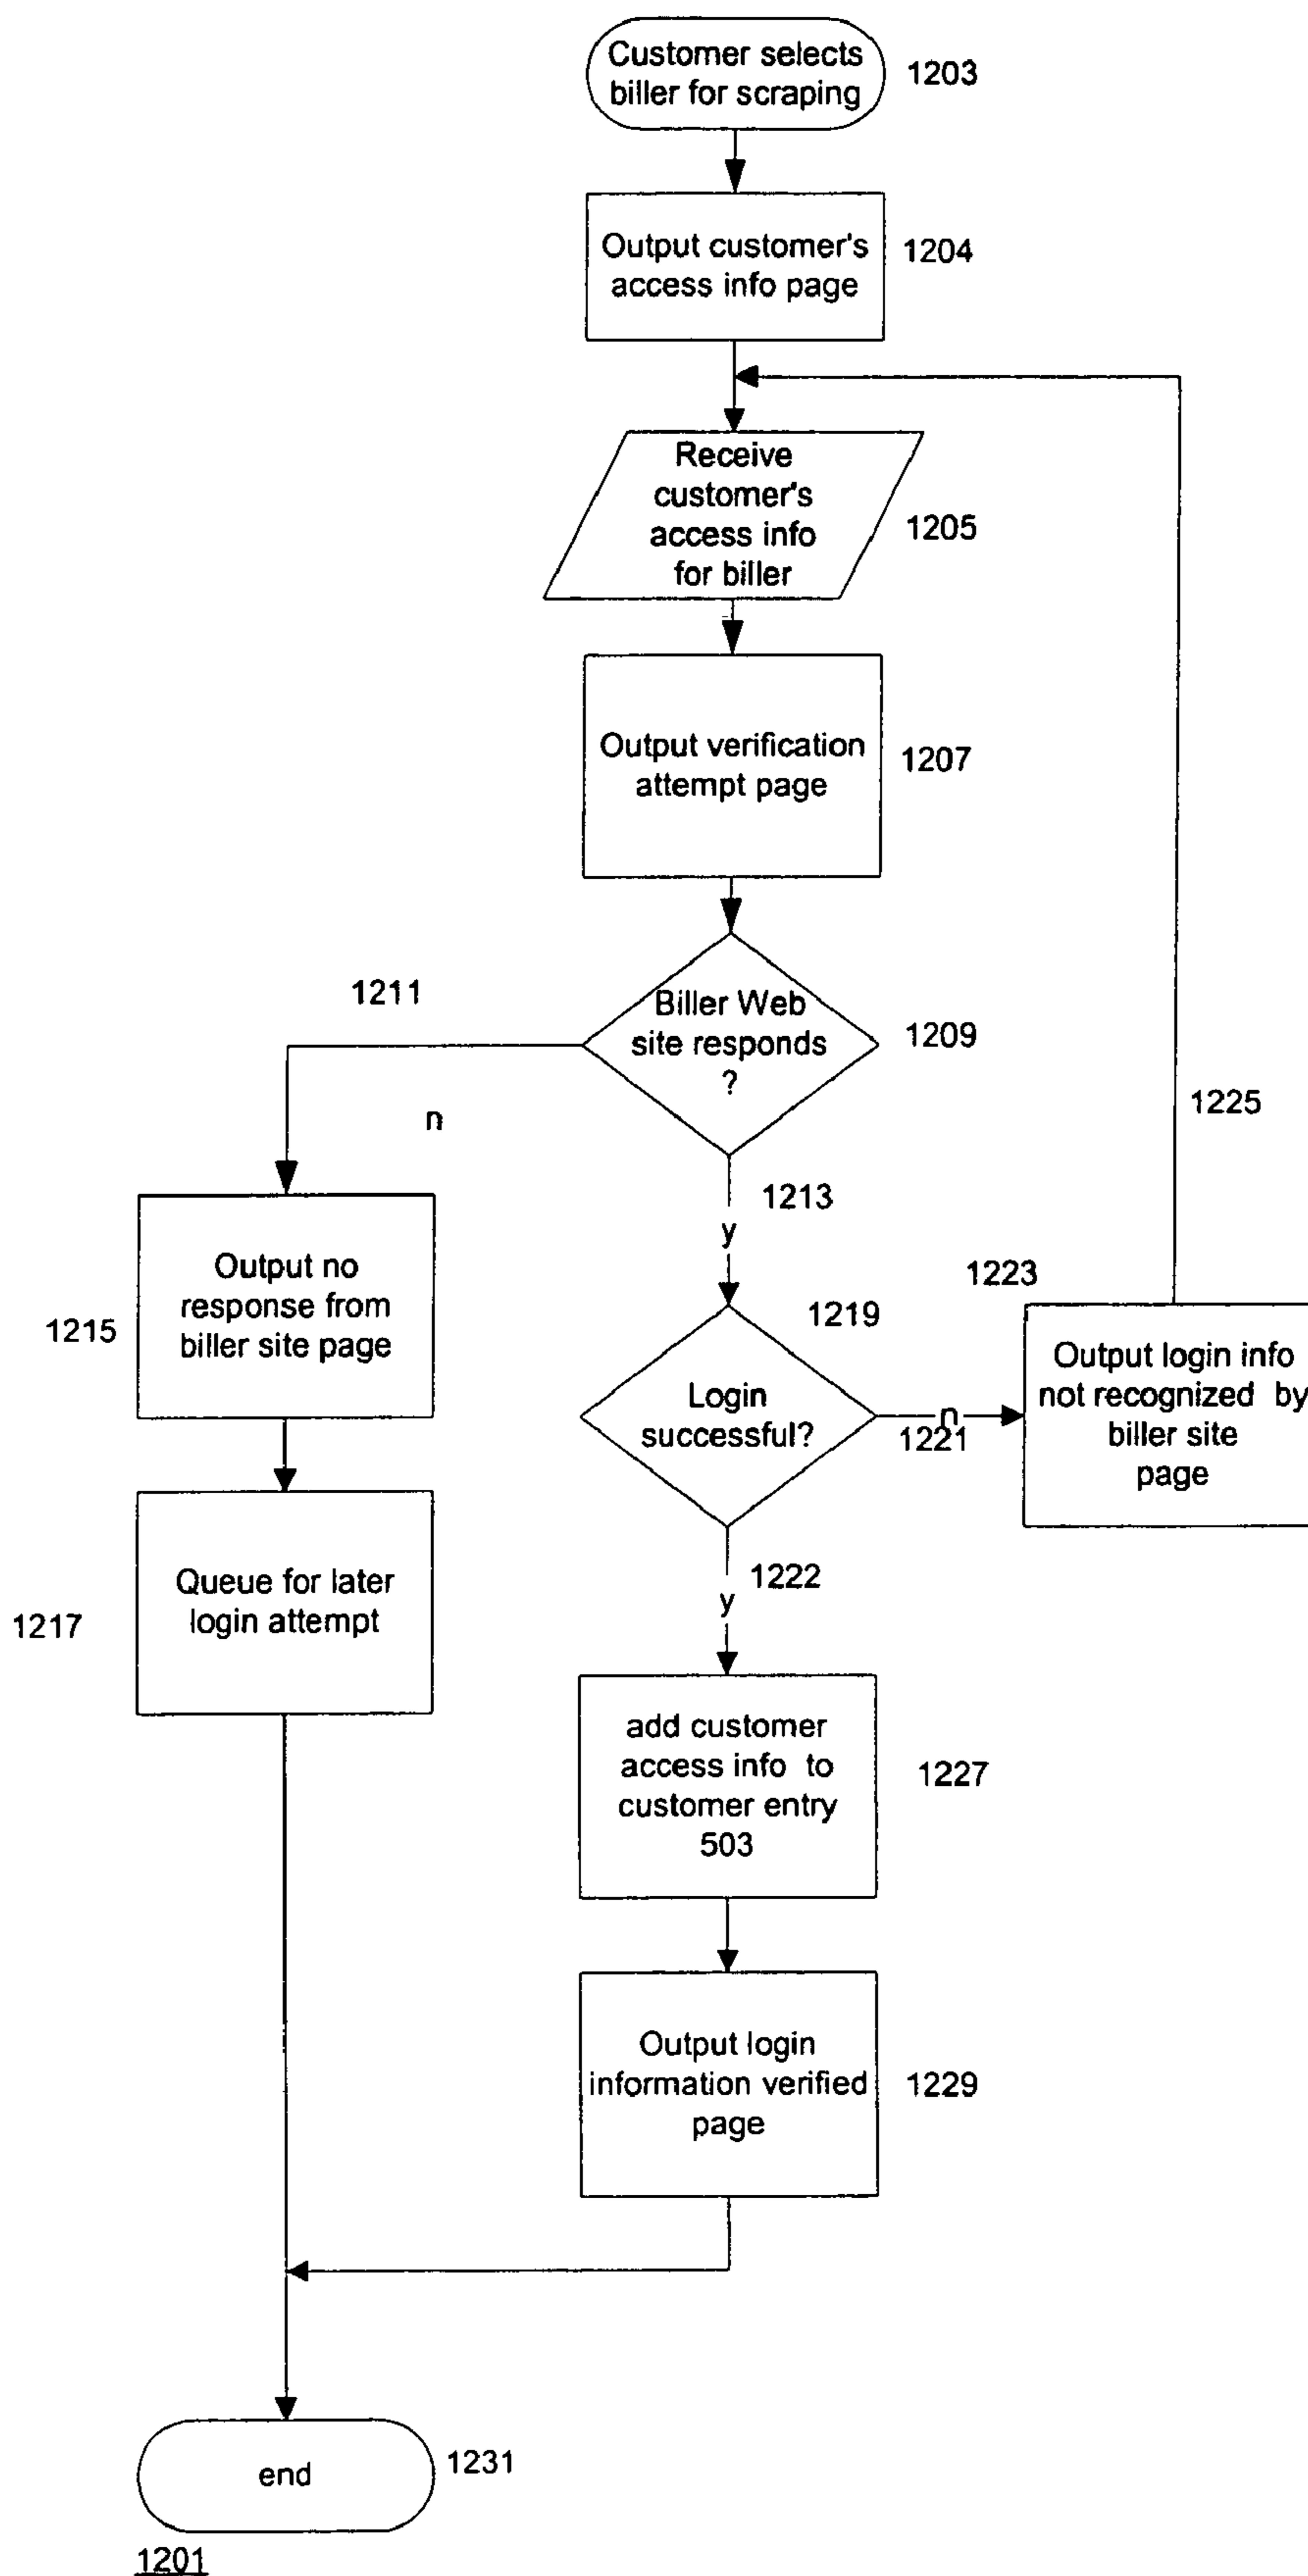 Customer selects
biller for scraping
1203
Output customer's
access info page
1204
Receive
customer's
access info
for biller
1205
Output verification
attempt page
1207
1211
Biller Web
site responds
?
1209
n
1225
1213
y
Output no
response from
biller site page
1215
1223
1219
Login
successful?
n
1221
Output login info
not recognized by
biller site
page
Queue for later
login attempt
1217
1222
y
add customer
access info to
customer entry
503
1227
Output login
information verified
page
1229
end
1231
1201